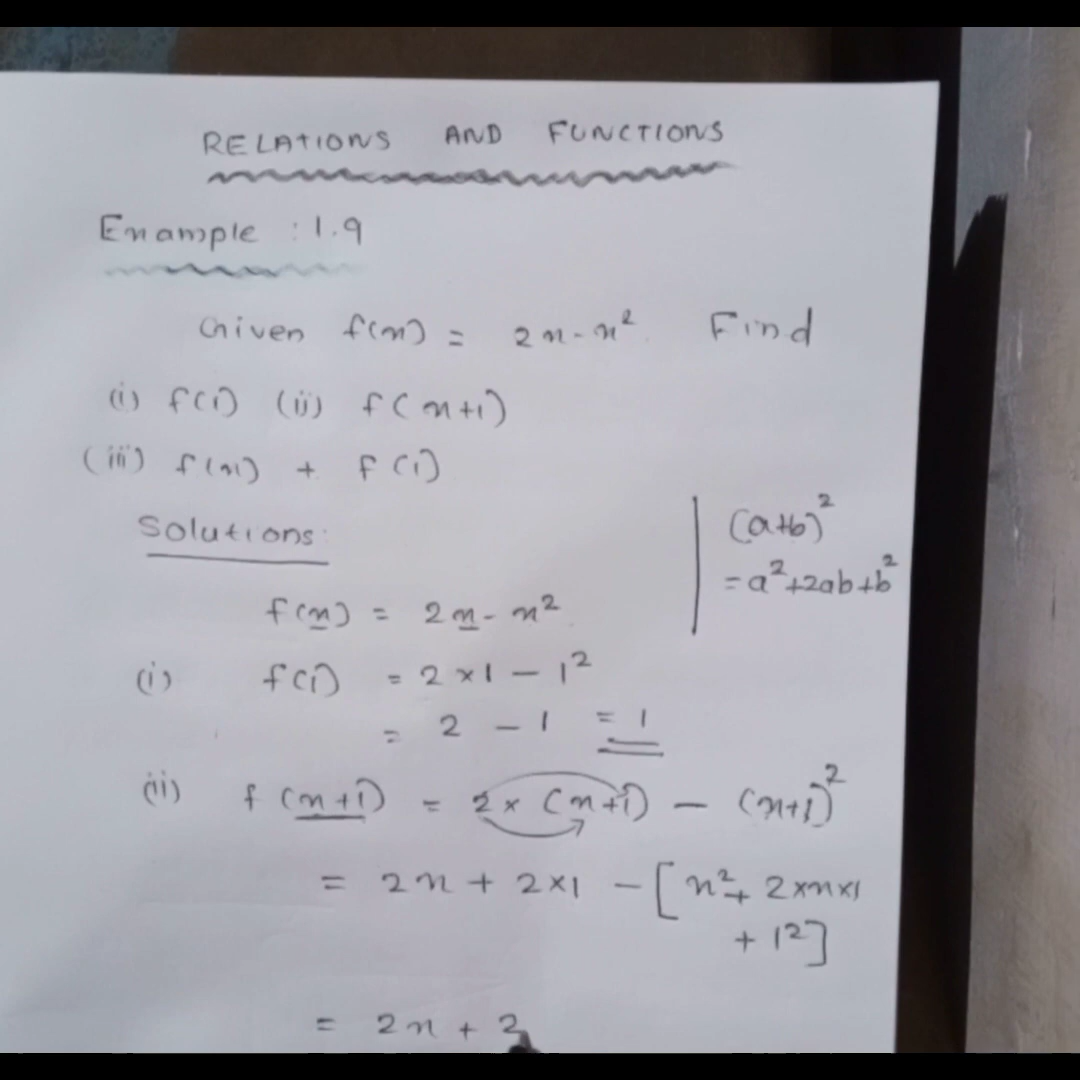 RELATIONS AND FUNCTIONS
Example : 1.9
Given f(x) = 2x - x² Find
(i) f(1) (ii) f(x+1)
(iii) f(x) + f(1)
Solutions:
(a+b)²
= a²+2ab+b²
f(x) = 2x - x²
(i) f(1) = 2 × 1 - 1²
= 2 - 1 = 1
(ii) f(x+1) = 2 × (x+1) - (x+1)²
= 2x + 2×1 - [x² + 2×x×1
+ 1²]
= 2x + 2